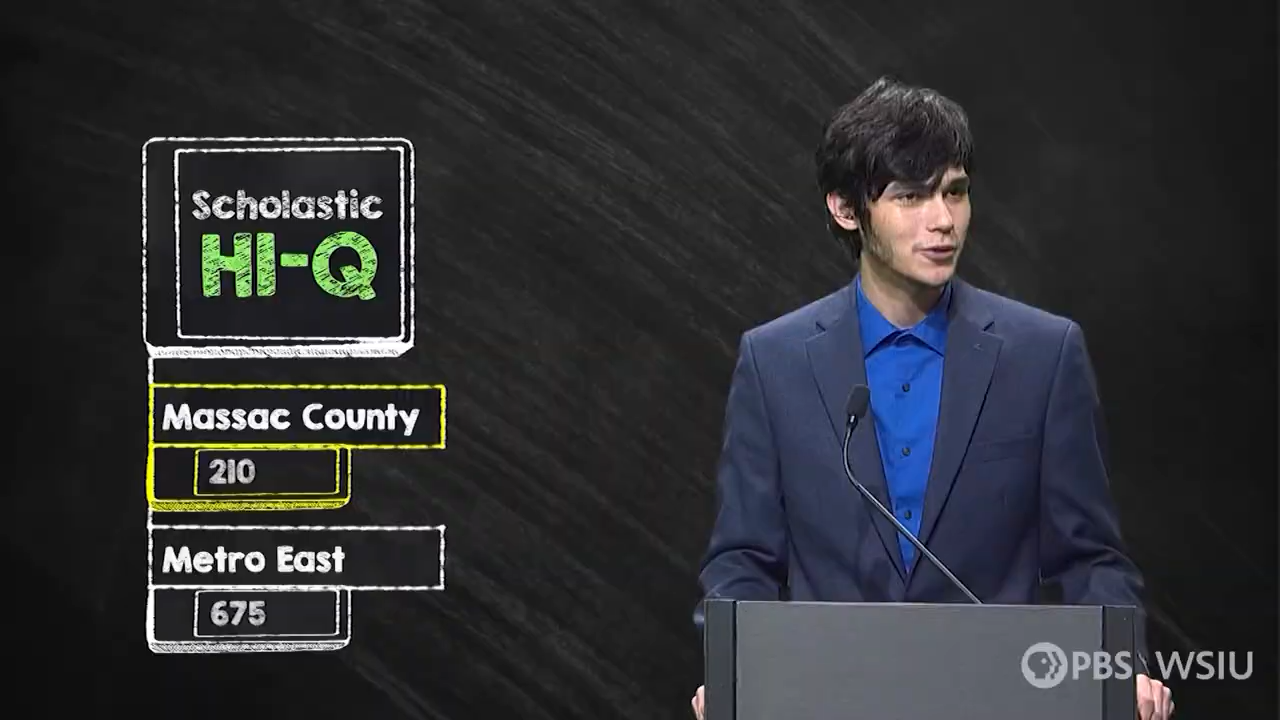 Scholastic
HI-Q
Massac County
210
Metro East
675
PBS WSIU